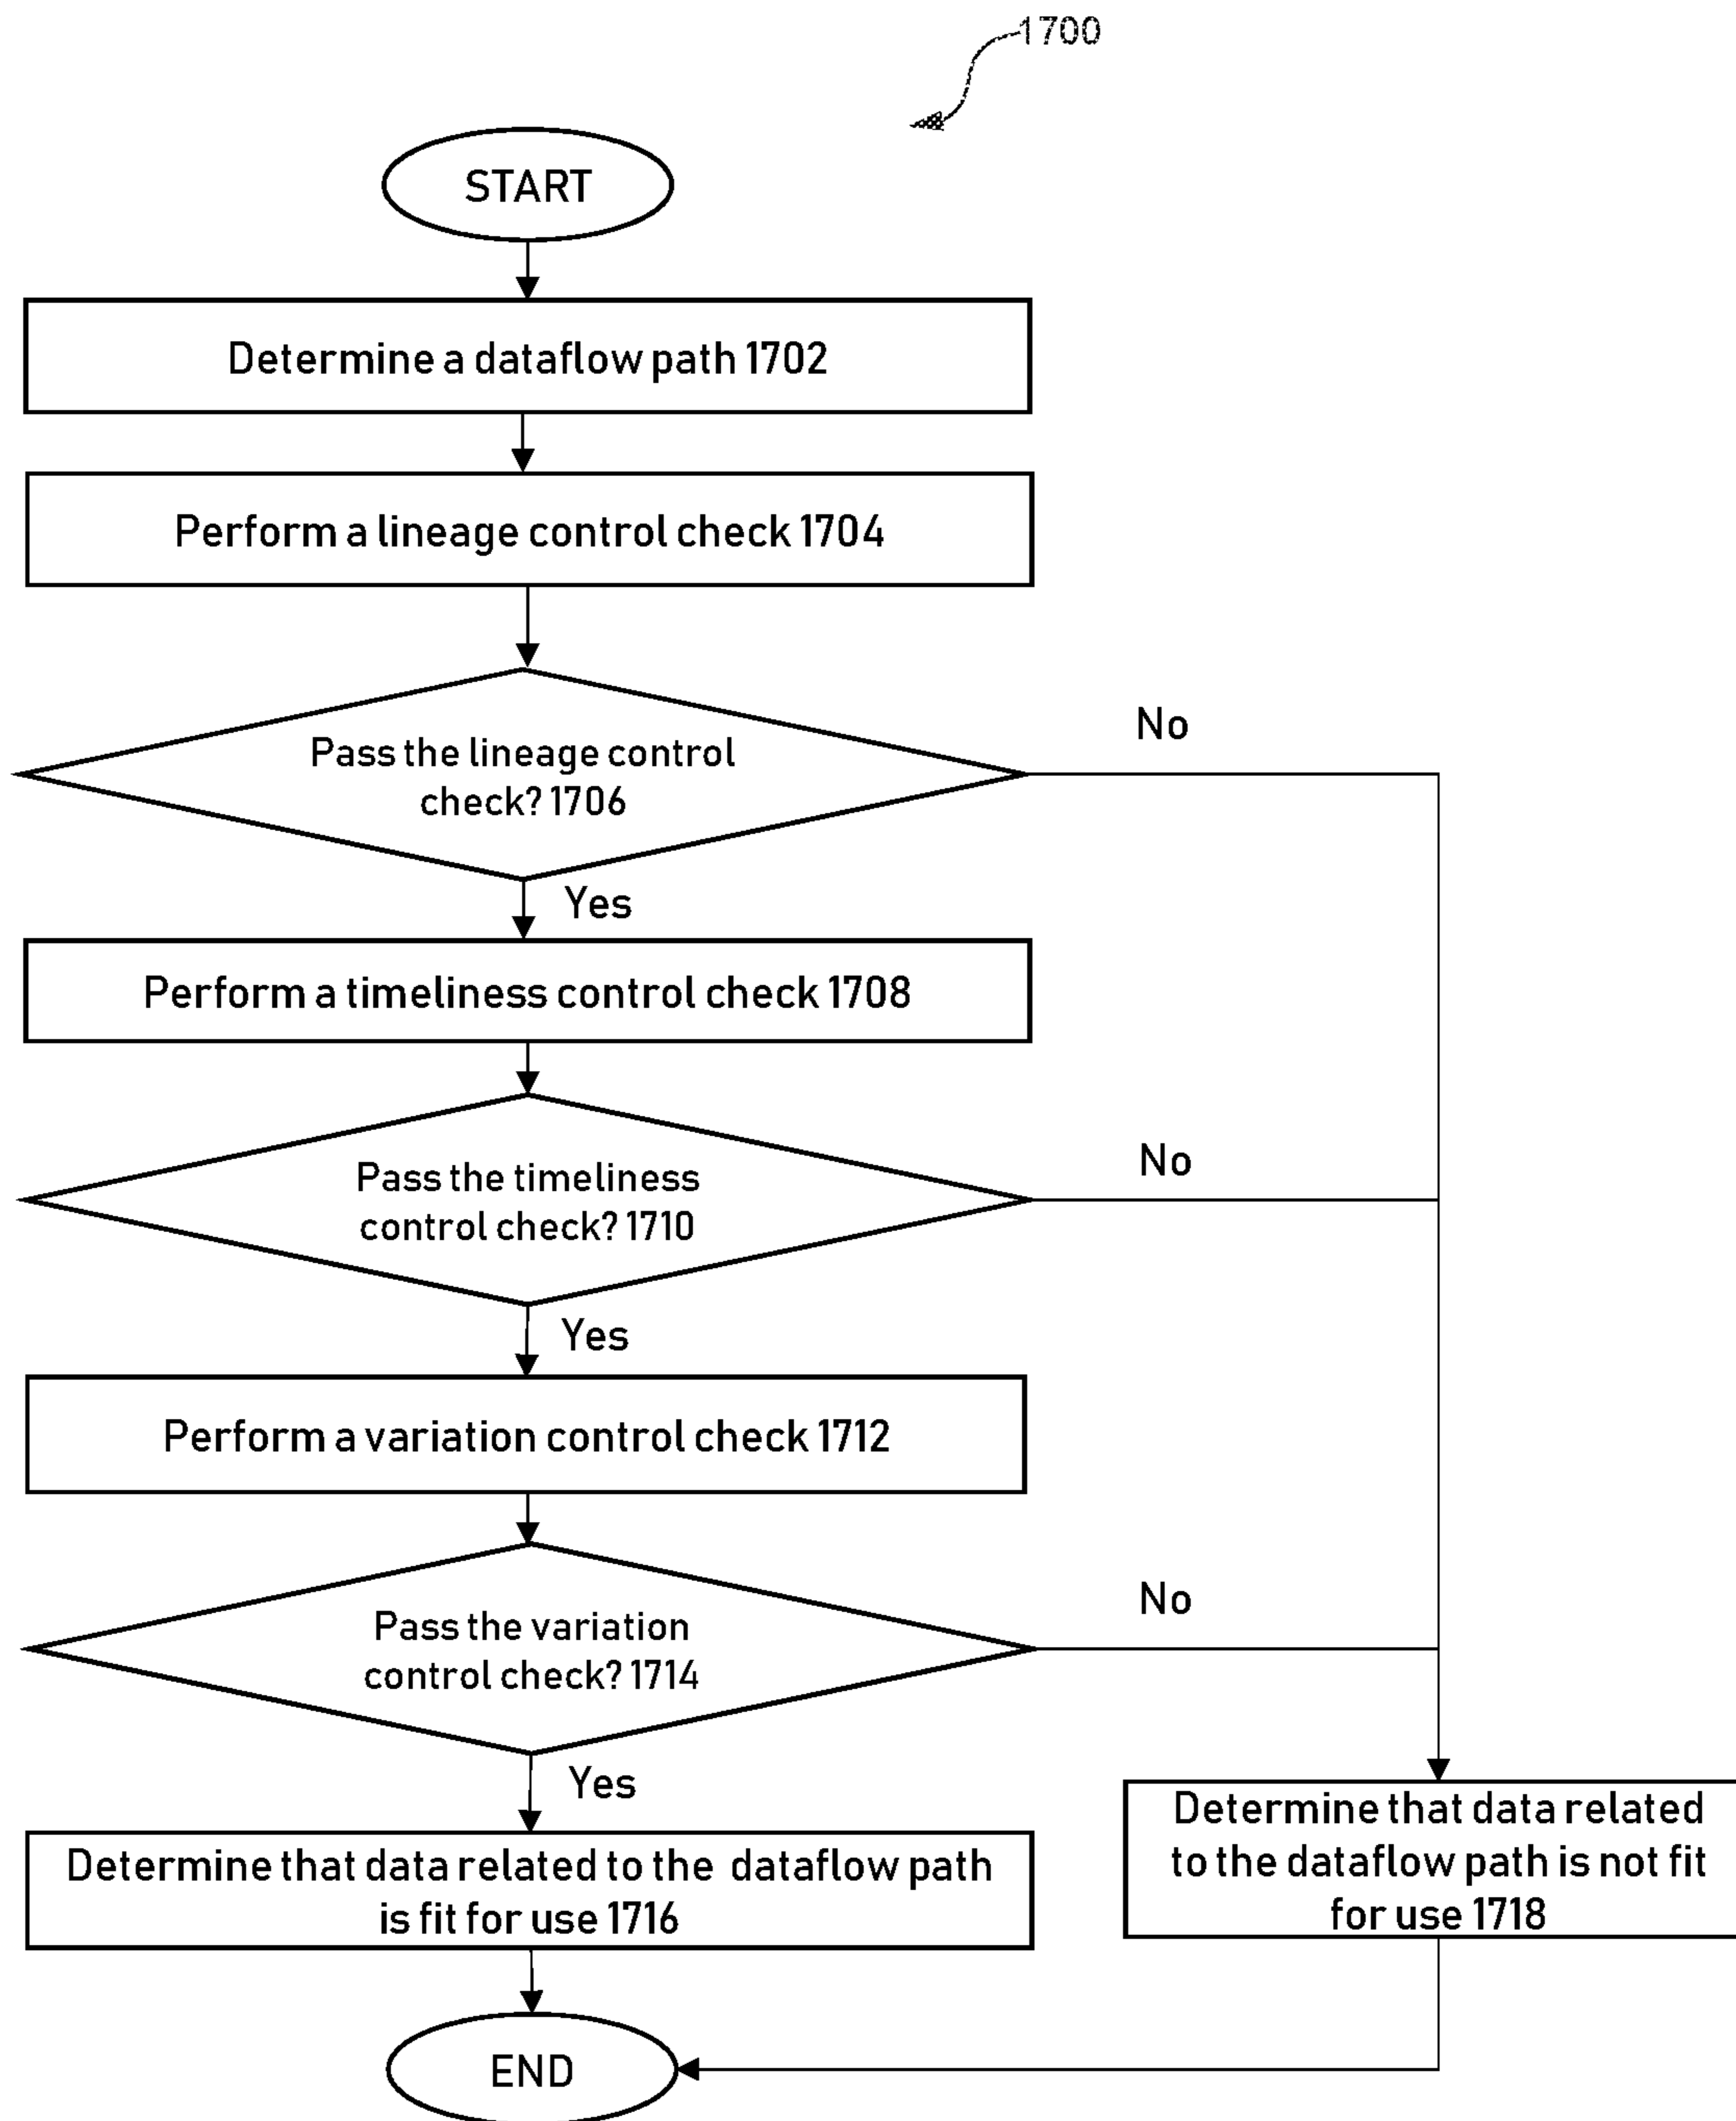 1700
START
Determine a dataflow path 1702
Perform a lineage control check 1704
Pass the lineage control
check? 1706
No
Yes
Perform a timeliness control check 1708
Pass the timeliness
control check? 1710
No
Yes
Perform a variation control check 1712
Pass the variation
control check? 1714
No
Yes
Determine that data related to the dataflow path
is fit for use 1716
Determine that data related
to the dataflow path is not fit
for use 1718
END